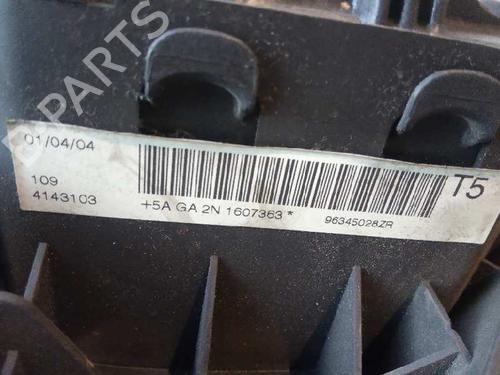 B PARTS
01/04/04
109
4143103
T5
+5A GA 2N 1607363*
96345028ZR